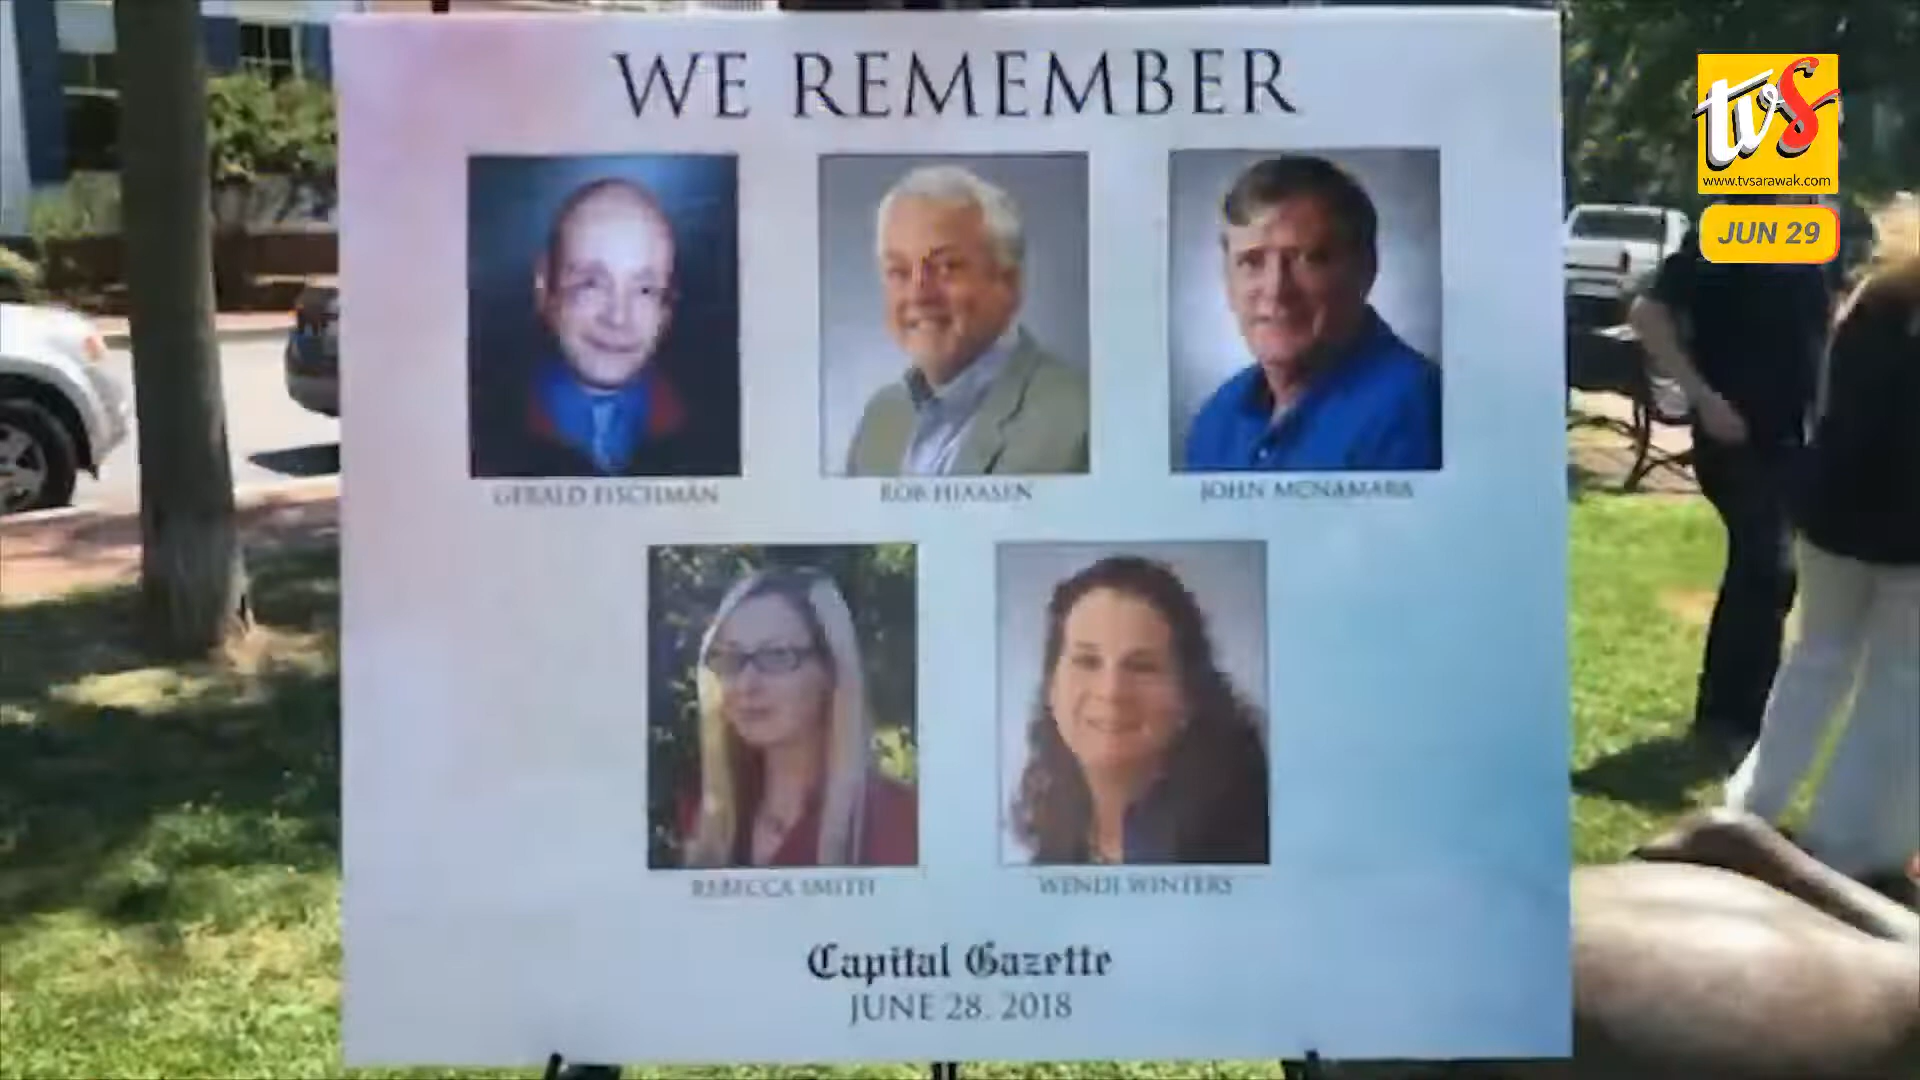 WE REMEMBER
tvS
www.tvsarawak.com
JUN 29
GERALD FISCHMAN
ROB HIAASEN
JOHN MCNAMARA
REBECCA SMITH
WENDI WINTERS
Capital Gazette
JUNE 28, 2018